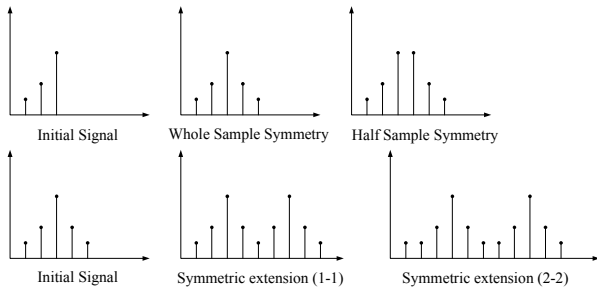 Initial Signal
Whole Sample Symmetry
Half Sample Symmetry
Initial Signal
Symmetric extension (1-1)
Symmetric extension (2-2)